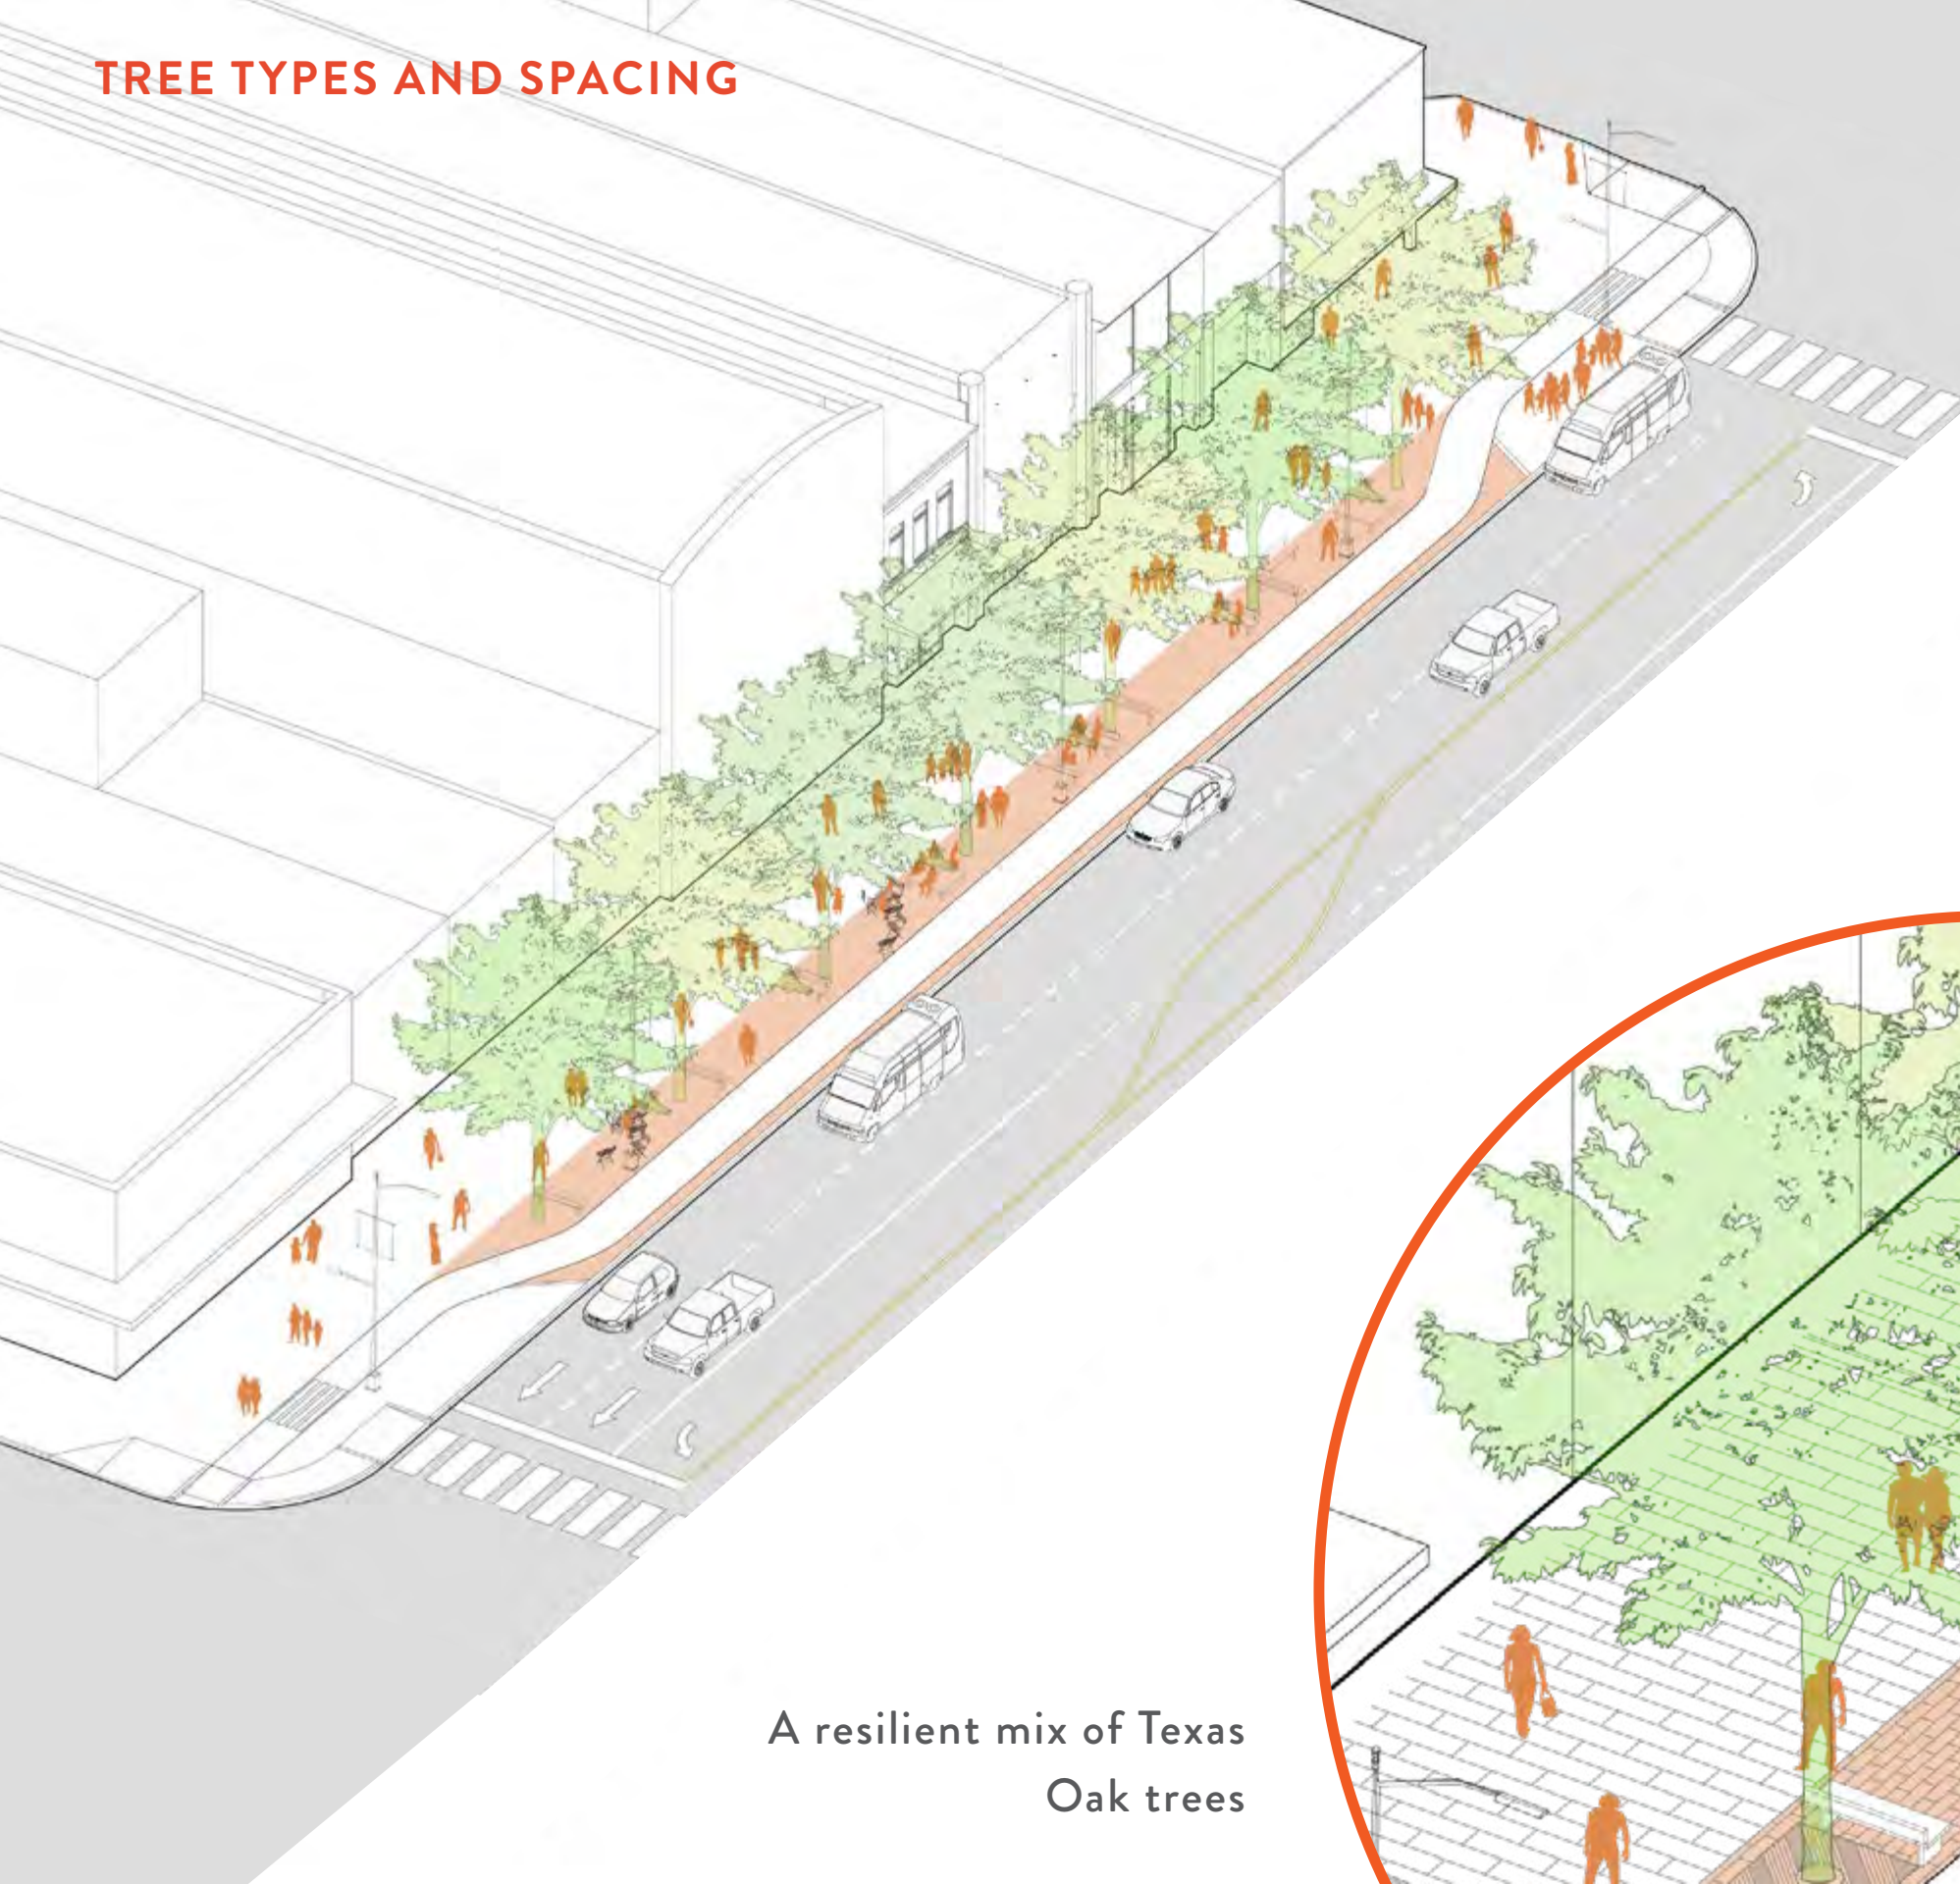 TREE TYPES AND SPACING
A resilient mix of Texas
Oak trees